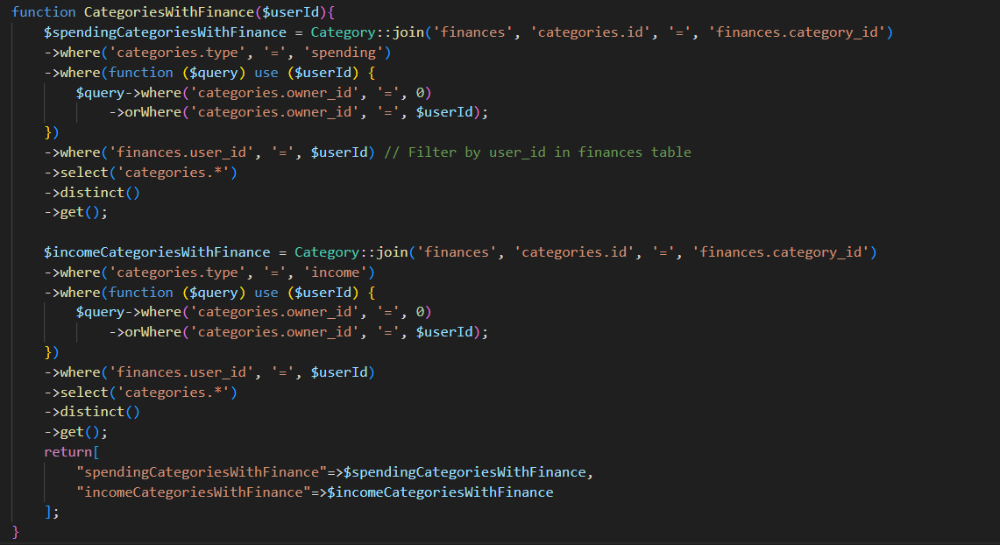 function CategoriesWithFinance($userId){
    $spendingCategoriesWithFinance = Category::join('finances', 'categories.id', '=', 'finances.category_id')
    ->where('categories.type', '=', 'spending')
    ->where(function ($query) use ($userId) {
        $query->where('categories.owner_id', '=', 0)
            ->orWhere('categories.owner_id', '=', $userId);
    })
    ->where('finances.user_id', '=', $userId) // Filter by user_id in finances table
    ->select('categories.*')
    ->distinct()
    ->get();

    $incomeCategoriesWithFinance = Category::join('finances', 'categories.id', '=', 'finances.category_id')
    ->where('categories.type', '=', 'income')
    ->where(function ($query) use ($userId) {
        $query->where('categories.owner_id', '=', 0)
            ->orWhere('categories.owner_id', '=', $userId);
    })
    ->where('finances.user_id', '=', $userId)
    ->select('categories.*')
    ->distinct()
    ->get();
    return[
        "spendingCategoriesWithFinance"=>$spendingCategoriesWithFinance,
        "incomeCategoriesWithFinance"=>$incomeCategoriesWithFinance
    ];
}